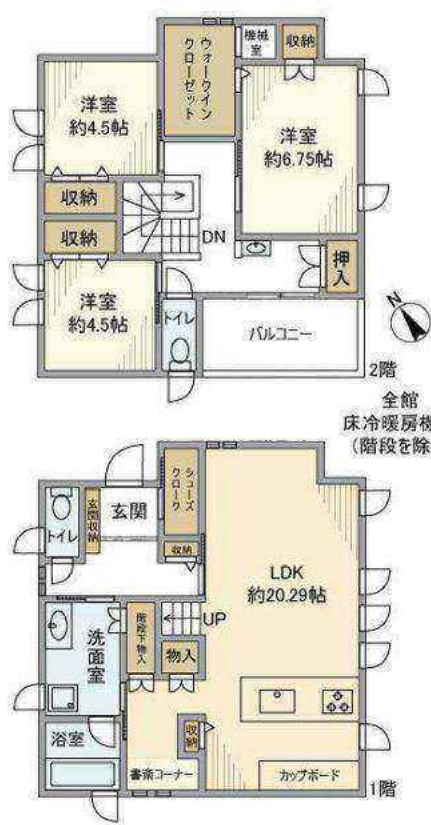 ウォークイン
クローゼット
機械
室
収納
洋室
約4.5帖
洋室
約6.75帖
収納
収納
DN
押
入
洋室
約4.5帖
トイレ
バルコニー
N
2階
全館
床冷暖房機
(階段を除
シューズ
クローク
玄関
玄関
収納
トイレ
収納
LDK
約20.29帖
UP
階段下物入
物入
洗
面
室
収納
浴室
書斎コーナー
カップボード
1階